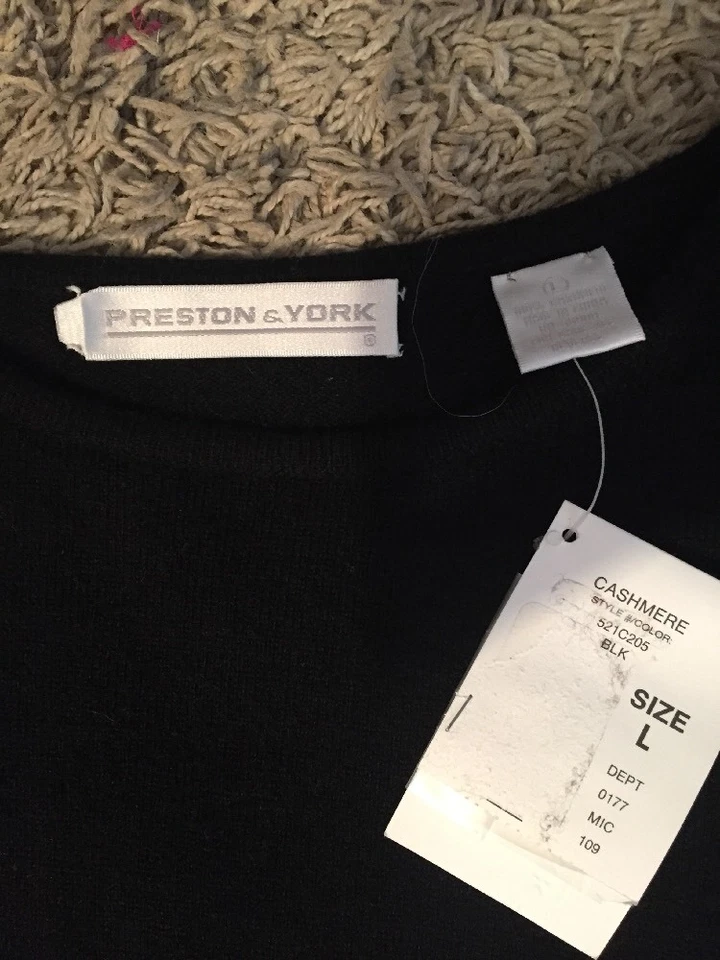 PRESTON & YORK
®
CASHMERE
STYLE #/COLOR:
521C205
BLK
SIZE
L
DEPT
0177
MIC
109